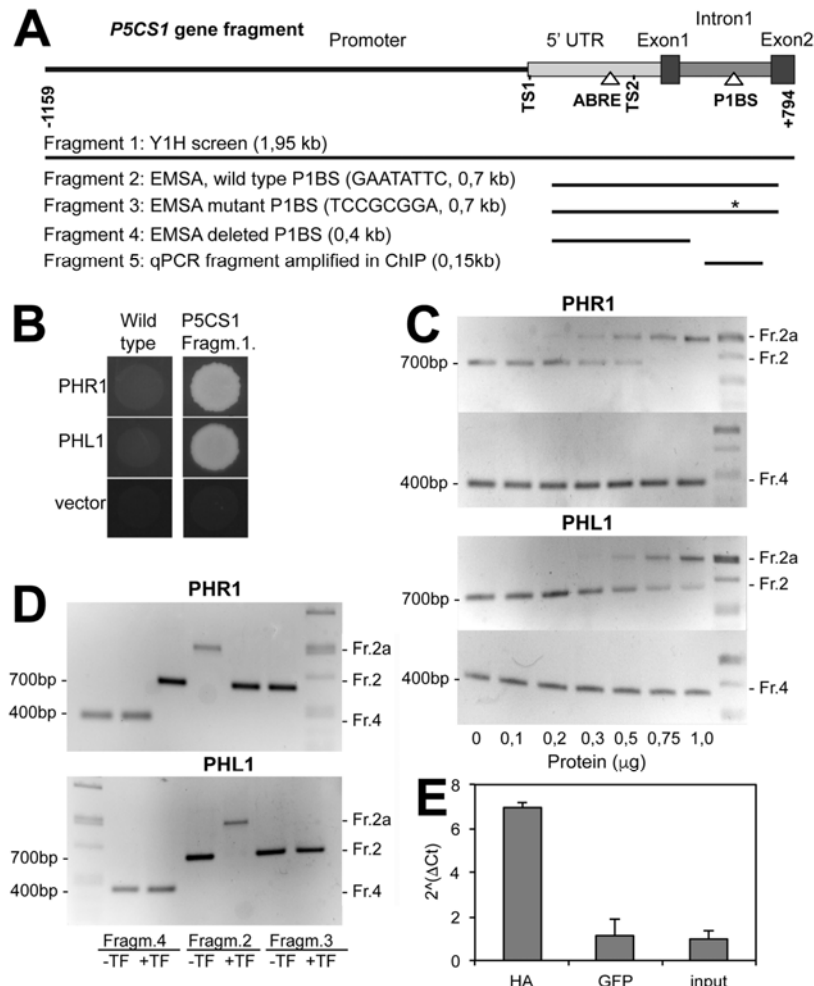 A
P5CS1 gene fragment
Promoter
5' UTR
Exon1
Intron1
Exon2
-1159
TS1-
ABRE
TS2-
P1BS
+794
Fragment 1: Y1H screen (1,95 kb)
Fragment 2: EMSA, wild type P1BS (GAATATTC, 0,7 kb)
Fragment 3: EMSA mutant P1BS (TCCGCGGA, 0,7 kb)
*
Fragment 4: EMSA deleted P1BS (0,4 kb)
Fragment 5: qPCR fragment amplified in ChIP (0,15kb)
B
Wild type
P5CS1 Fragm.1.
PHR1
PHL1
vector
C
PHR1
700bp -
- Fr.2a
- Fr.2
400bp -
- Fr.4
PHL1
700bp -
- Fr.2a
- Fr.2
400bp -
- Fr.4
0 0,1 0,2 0,3 0,5 0,75 1,0
Protein (µg)
D
PHR1
700bp -
400bp -
- Fr.2a
- Fr.2
- Fr.4
PHL1
700bp -
400bp -
- Fr.2a
- Fr.2
- Fr.4
Fragm.4 Fragm.2 Fragm.3
-TF +TF -TF +TF -TF +TF
E
2^(ΔCt)
8
6
4
2
0
HA GFP input